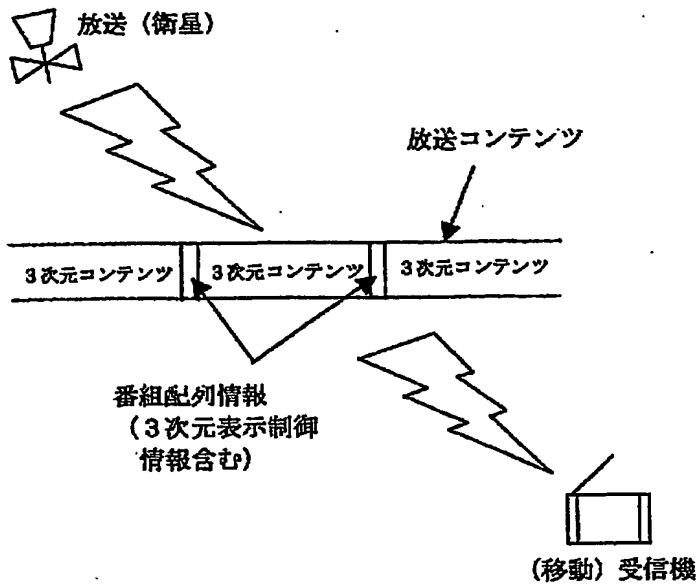 放送（衛星）
放送コンテンツ
３次元コンテンツ
３次元コンテンツ
３次元コンテンツ
番組配列情報
（３次元表示制御
情報含む）
（移動）受信機